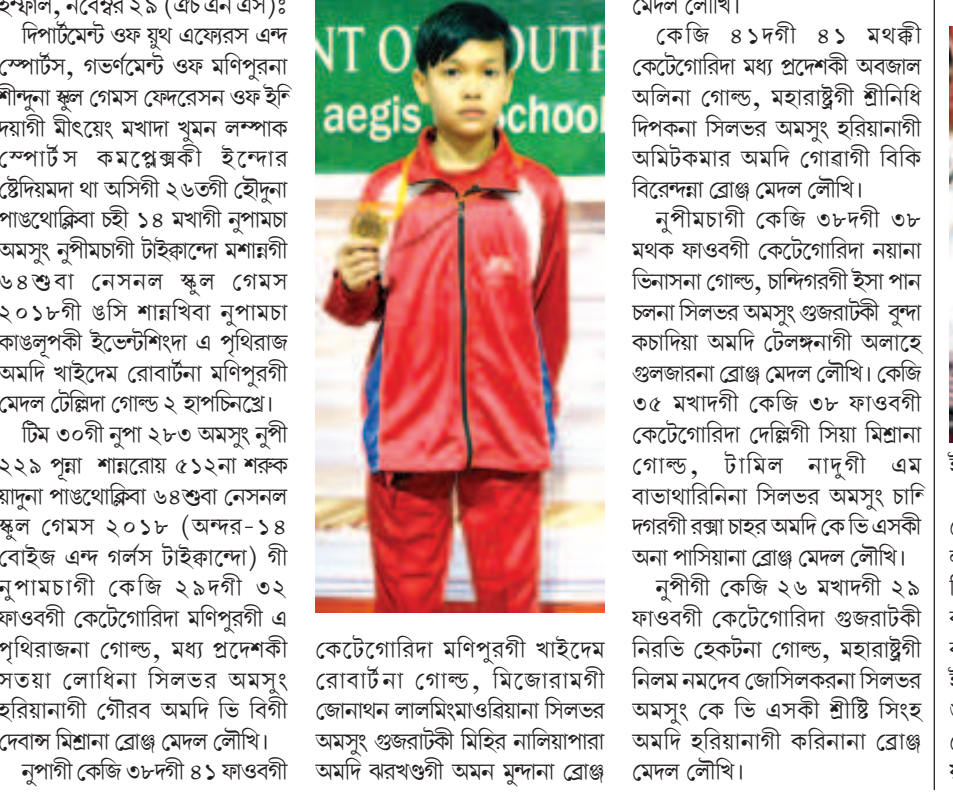 ইম্ফাল, নবেম্বর ২৯ (এচ এন এস)ঃ
দিপার্টমেন্ট ওফ য়ুথ এফ্যেরস এন্দ
স্পোর্টস, গভর্ণমেন্ট ওফ মণিপুরনা
শীন্দুনা স্কুল গেমস ফেদরেসন ওফ ইন্দি
দয়াগী মীৎয়েং মখাদা খুমন লম্পাক
স্পোর্টস কমপ্লেক্সকী ইন্দোর
ষ্টেদিয়মদা থা অসিগী ২৬তগী হৌদুনা
পাঙথোক্লিবা চহী ১৪ মখাগী নুপামচা
অমসুং নুপীমচাগী টাইক্বান্দো মশান্নগী
৬৪শুবা নেসনল স্কুল গেমস
২০১৮গী ঙসি শান্নখিবা নুপামচা
কাঙলূপকী ইভেন্টশিংদা এ পৃথিরাজ
অমদি খাইদেম রোবার্টনা মণিপুরগী
মেদল টেল্লিদা গোল্ড ২ হাপচিনখ্রে।
টিম ৩০গী নুপা ২৮৩ অমসুং নুপী
২২৯ পুন্না শান্নরোয় ৫১২না শরুক
য়াদুনা পাঙথোক্লিবা ৬৪শুবা নেসনল
স্কুল গেমস ২০১৮ (অন্দর-১৪
বোইজ এন্দ গর্লস টাইক্বান্দো) গী
নুপামচাগী কেজি ২৯দগী ৩২
ফাওবগী কেটেগোরিদা মণিপুরগী এ
পৃথিরাজনা গোল্ড, মধ্য প্রদেশকী
সতয়া লোধিনা সিলভর অমসুং
হরিয়ানাগী গৌরব অমদি ভি বিগী
দেবান্স মিশ্রানা ব্রোঞ্জ মেদল লৌখি।
নুপাগী কেজি ৩৮দগী ৪১ ফাওবগী
NT O OUTH
aegis School
কেটেগোরিদা মণিপুরগী খাইদেম
রোবার্টনা গোল্ড, মিজোরামগী
জোনাথন লালমিংমাওৱিয়ানা সিলভর
অমসুং গুজরাটকী মিহির নালিয়াপারা
অমদি ঝরখণ্ডগী অমন মুন্দানা ব্রোঞ্জ
মেদল লৌখি।
কেজি ৪১দগী ৪১ মথক্কী
কেটেগোরিদা মধ্য প্রদেশকী অবজাল
অলিনা গোল্ড, মহারাষ্ট্রগী শ্রীনিধি
দিপকনা সিলভর অমসুং হরিয়ানাগী
অমিটকমার অমদি গোৱাগী বিকি
বিরেন্দন্না ব্রোঞ্জ মেদল লৌখি।
নুপীমচাগী কেজি ৩৮দগী ৩৮
মথক ফাওবগী কেটেগোরিদা নয়ানা
ভিনাসনা গোল্ড, চান্দিগরগী ইসা পান
চলনা সিলভর অমসুং গুজরাটকী বৃন্দা
কচাদিয়া অমদি টেলঙ্গনাগী অলাহে
গুলজারনা ব্রোঞ্জ মেদল লৌখি। কেজি
৩৫ মখাদগী কেজি ৩৮ ফাওবগী
কেটেগোরিদা দেল্লিগী সিয়া মিশ্রানা
গোল্ড, টামিল নাদুগী এম
বাভাথারিনিনা সিলভর অমসুং চান্দি
দগরগী রক্সা চাহর অমদি কে ভি এসকী
অনা পাসিয়ানা ব্রোঞ্জ মেদল লৌখি।
নুপীগী কেজি ২৬ মখাদগী ২৯
ফাওবগী কেটেগোরিদা গুজরাটকী
নিরভি হেকটনা গোল্ড, মহারাষ্ট্রগী
নিলম নমদেব জোসিলকরনা সিলভর
অমসুং কে ভি এসকী শ্রীষ্টি সিংহ
অমদি হরিয়ানাগী করিনানা ব্রোঞ্জ
মেদল লৌখি।